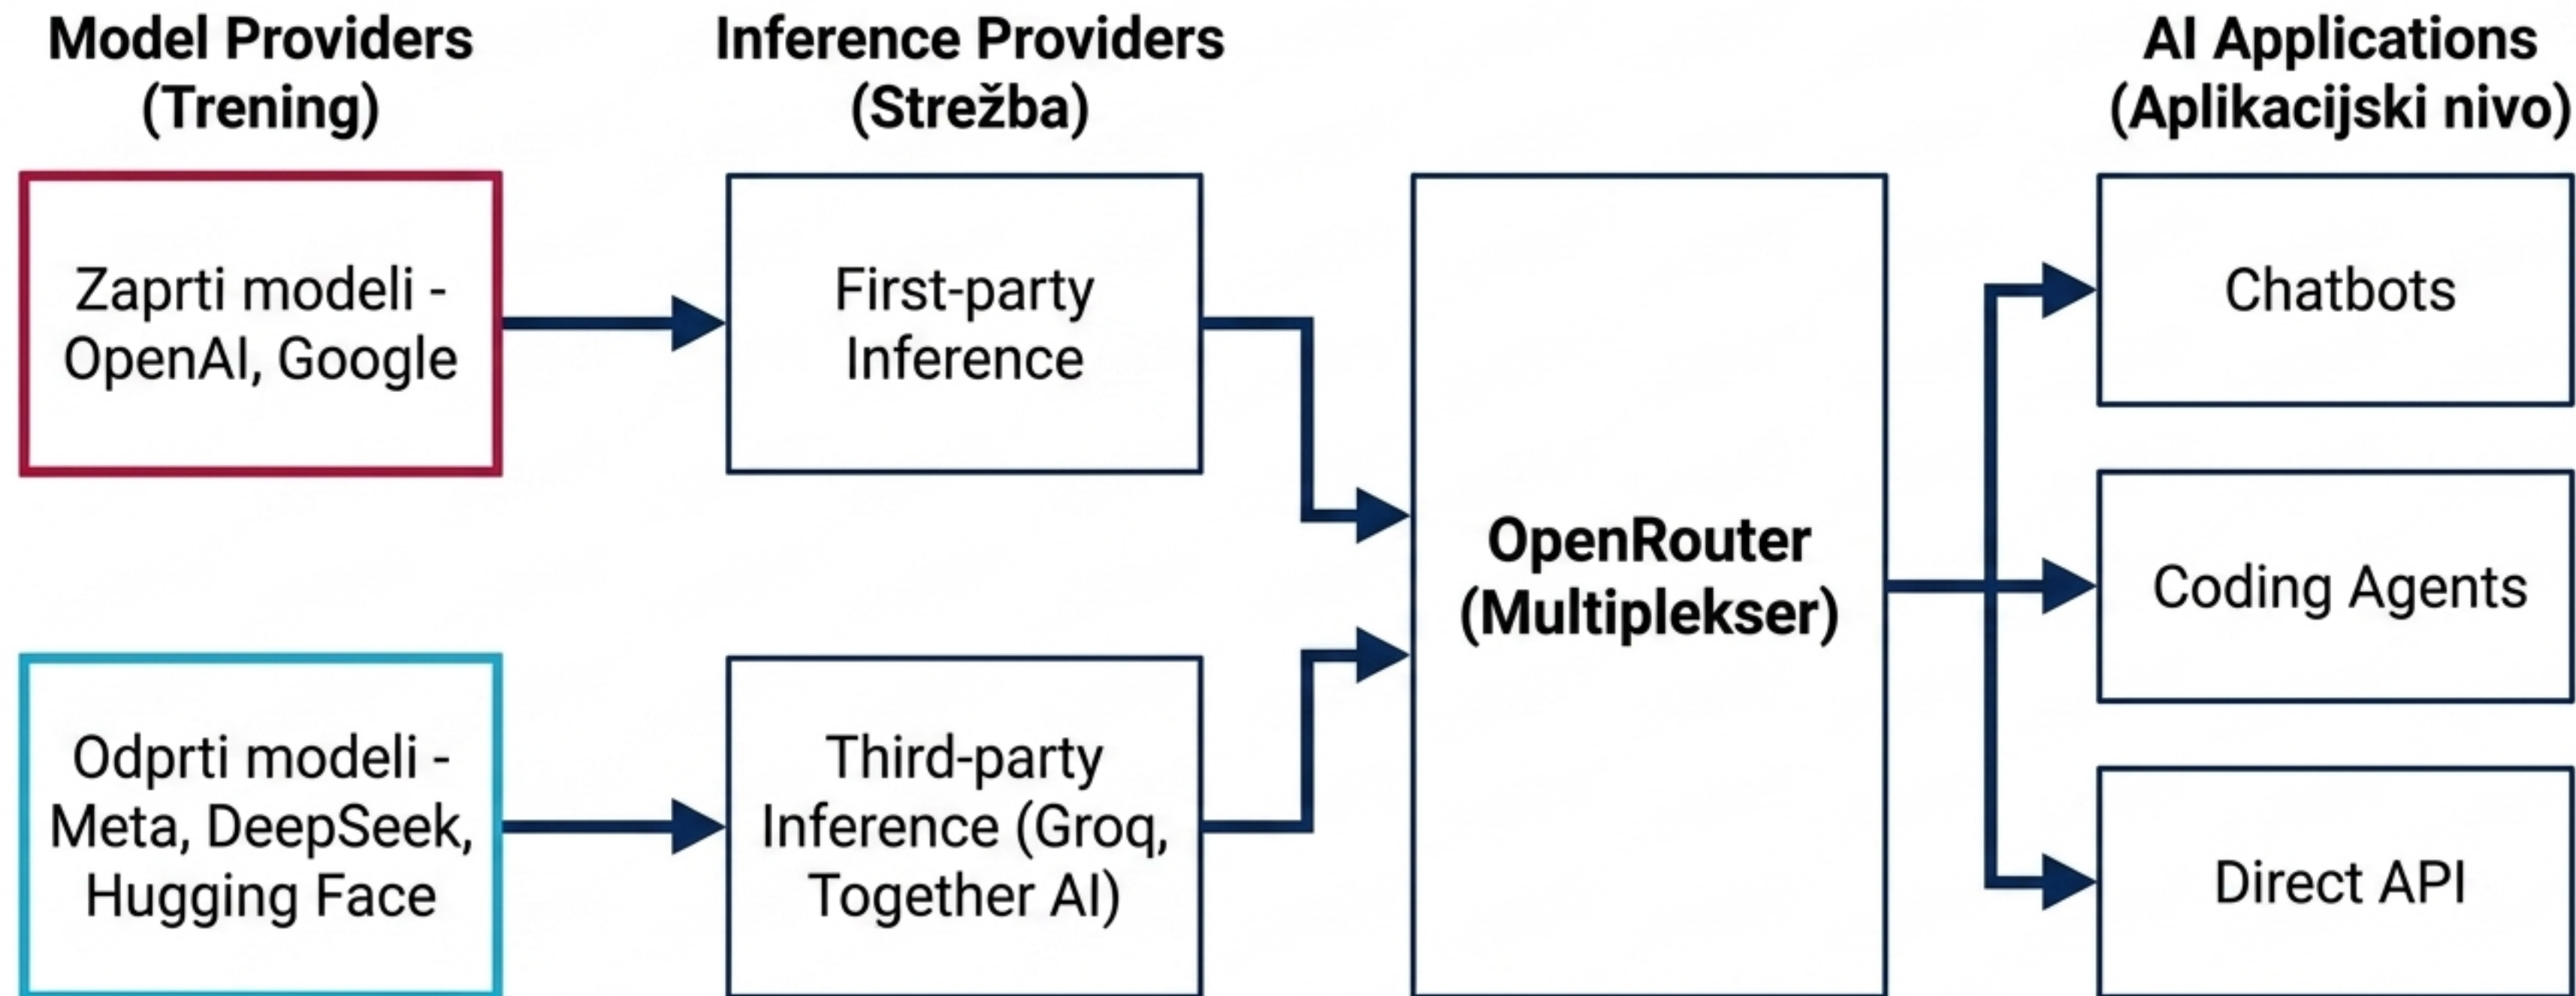 Model Providers
(Trening)
Inference Providers
(Strežba)
AI Applications
(Aplikacijski nivo)
Zaprti modeli -
OpenAI, Google
First-party
Inference
Odprti modeli -
Meta, DeepSeek,
Hugging Face
Third-party
Inference (Groq,
Together AI)
OpenRouter
(Multiplekser)
Chatbots
Coding Agents
Direct API